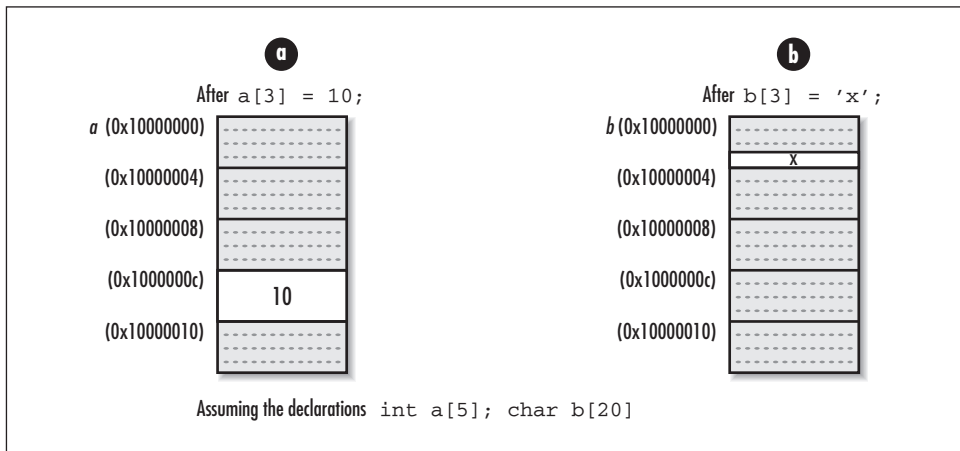 a
After a[3] = 10;
a (0x10000000)
(0x10000004)
(0x10000008)
(0x1000000c)
10
(0x10000010)
b
After b[3] = ’x’;
b (0x10000000)
x
(0x10000004)
(0x10000008)
(0x1000000c)
(0x10000010)
Assuming the declarations int a[5]; char b[20]